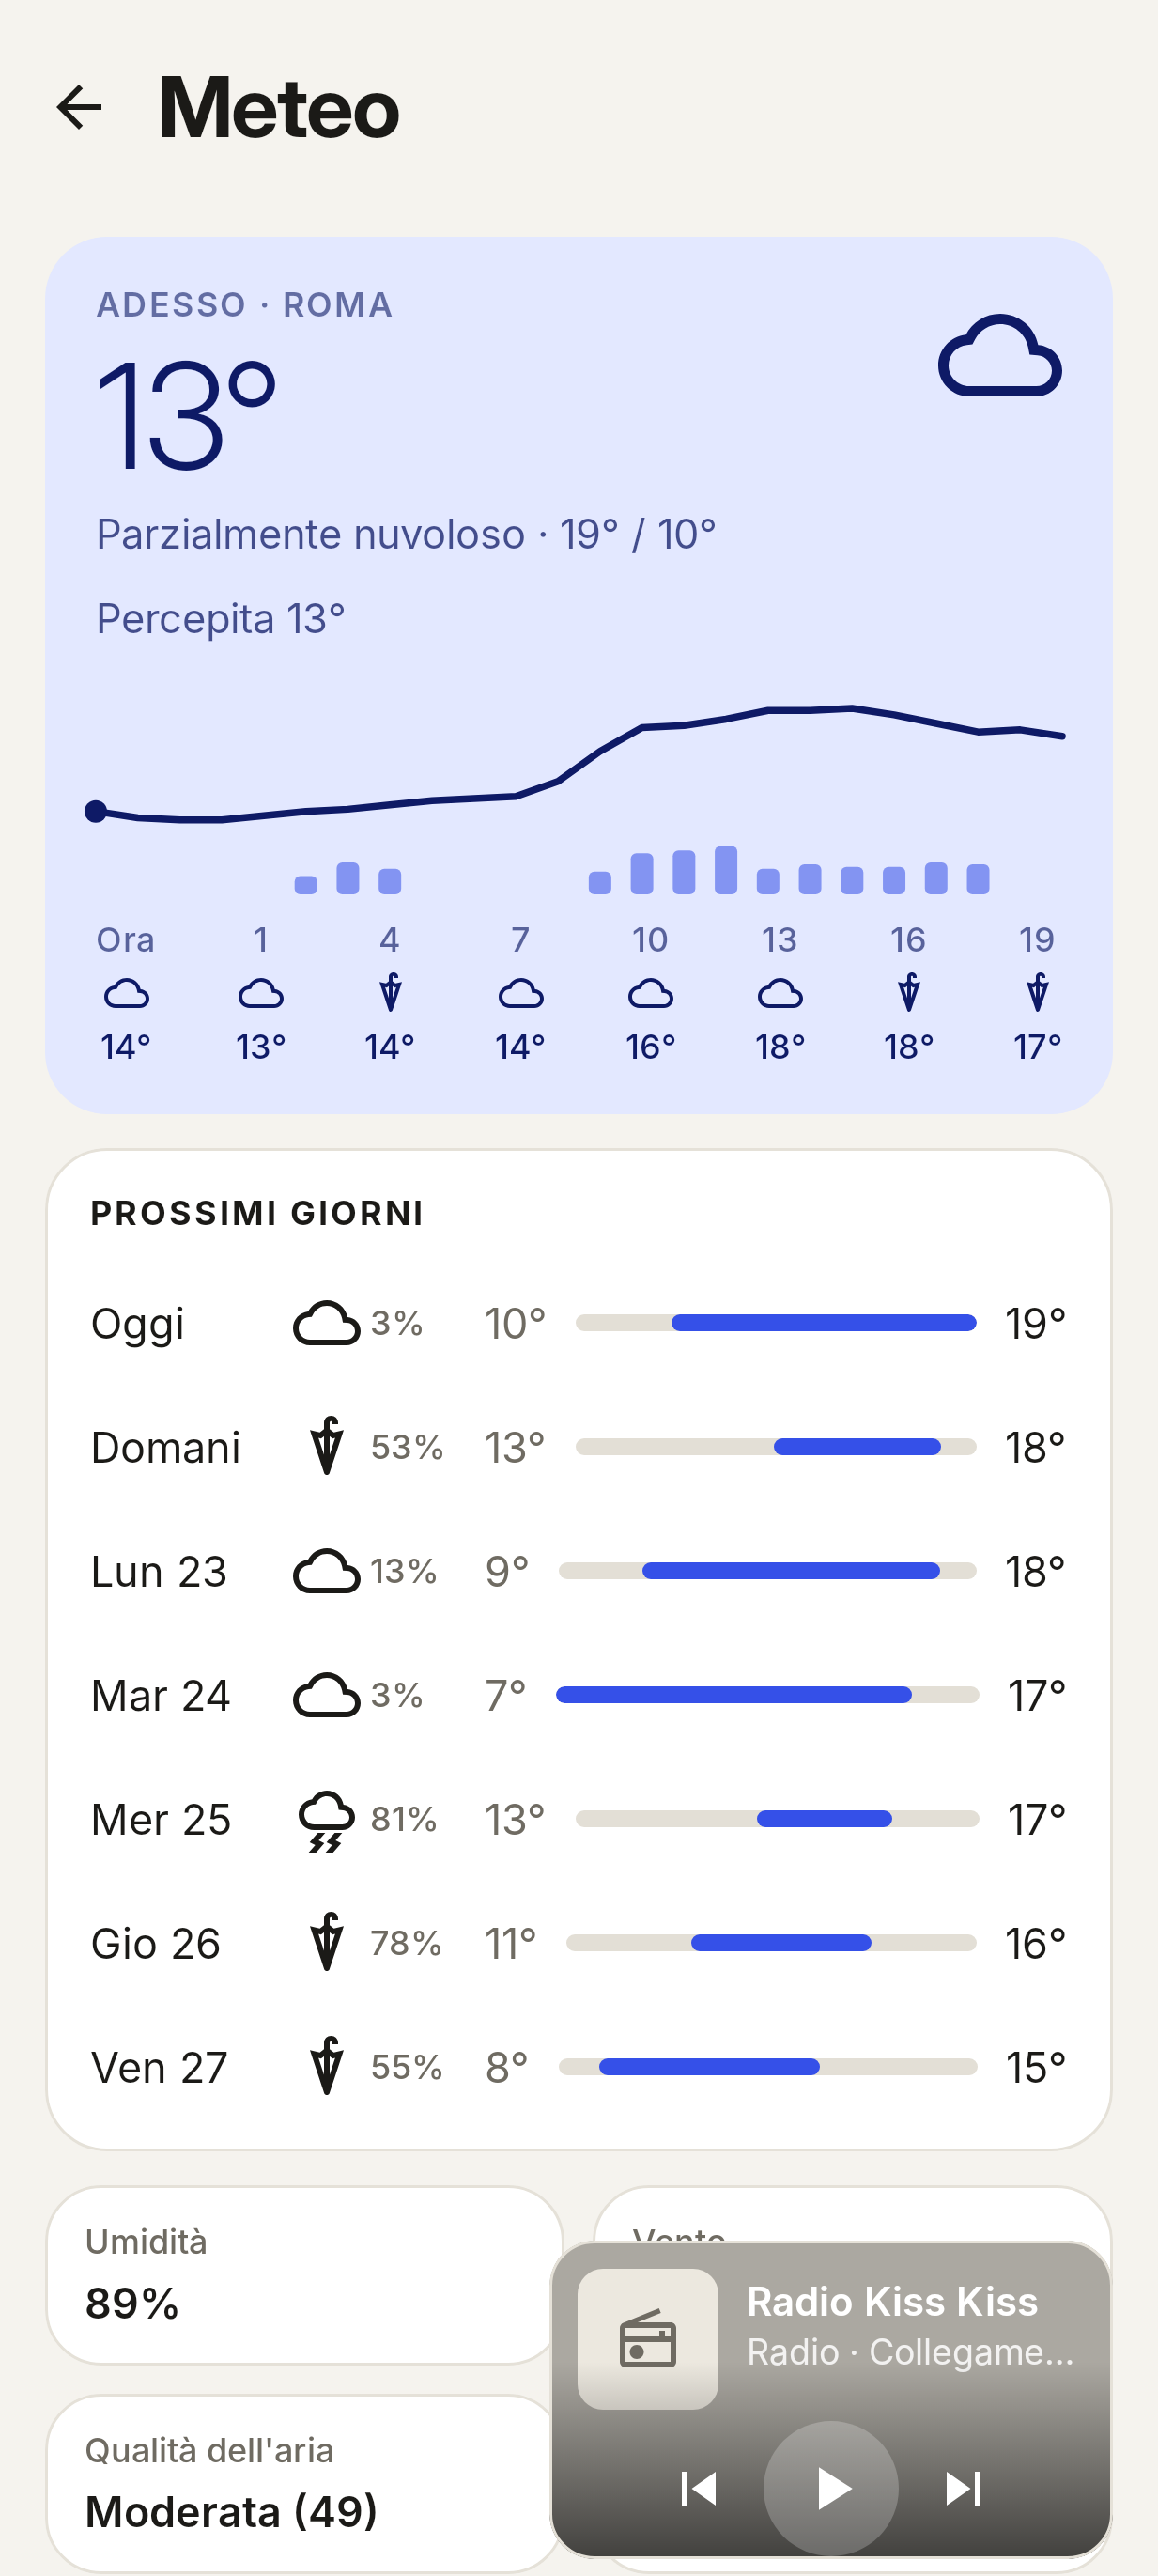 Meteo
ADESSO · ROMA
13°
Parzialmente nuvoloso · 19° / 10°
Percepita 13°
Ora 1 4 7 10 13 16 19
14° 13° 14° 14° 16° 18° 18° 17°
PROSSIMI GIORNI
Oggi 3% 10° 19°
Domani 53% 13° 18°
Lun 23 13% 9° 18°
Mar 24 3% 7° 17°
Mer 25 81% 13° 17°
Gio 26 78% 11° 16°
Ven 27 55% 8° 15°
Umidità
89%
Vento
Radio Kiss Kiss
Radio · Collegame...
Qualità dell'aria
Moderata (49)